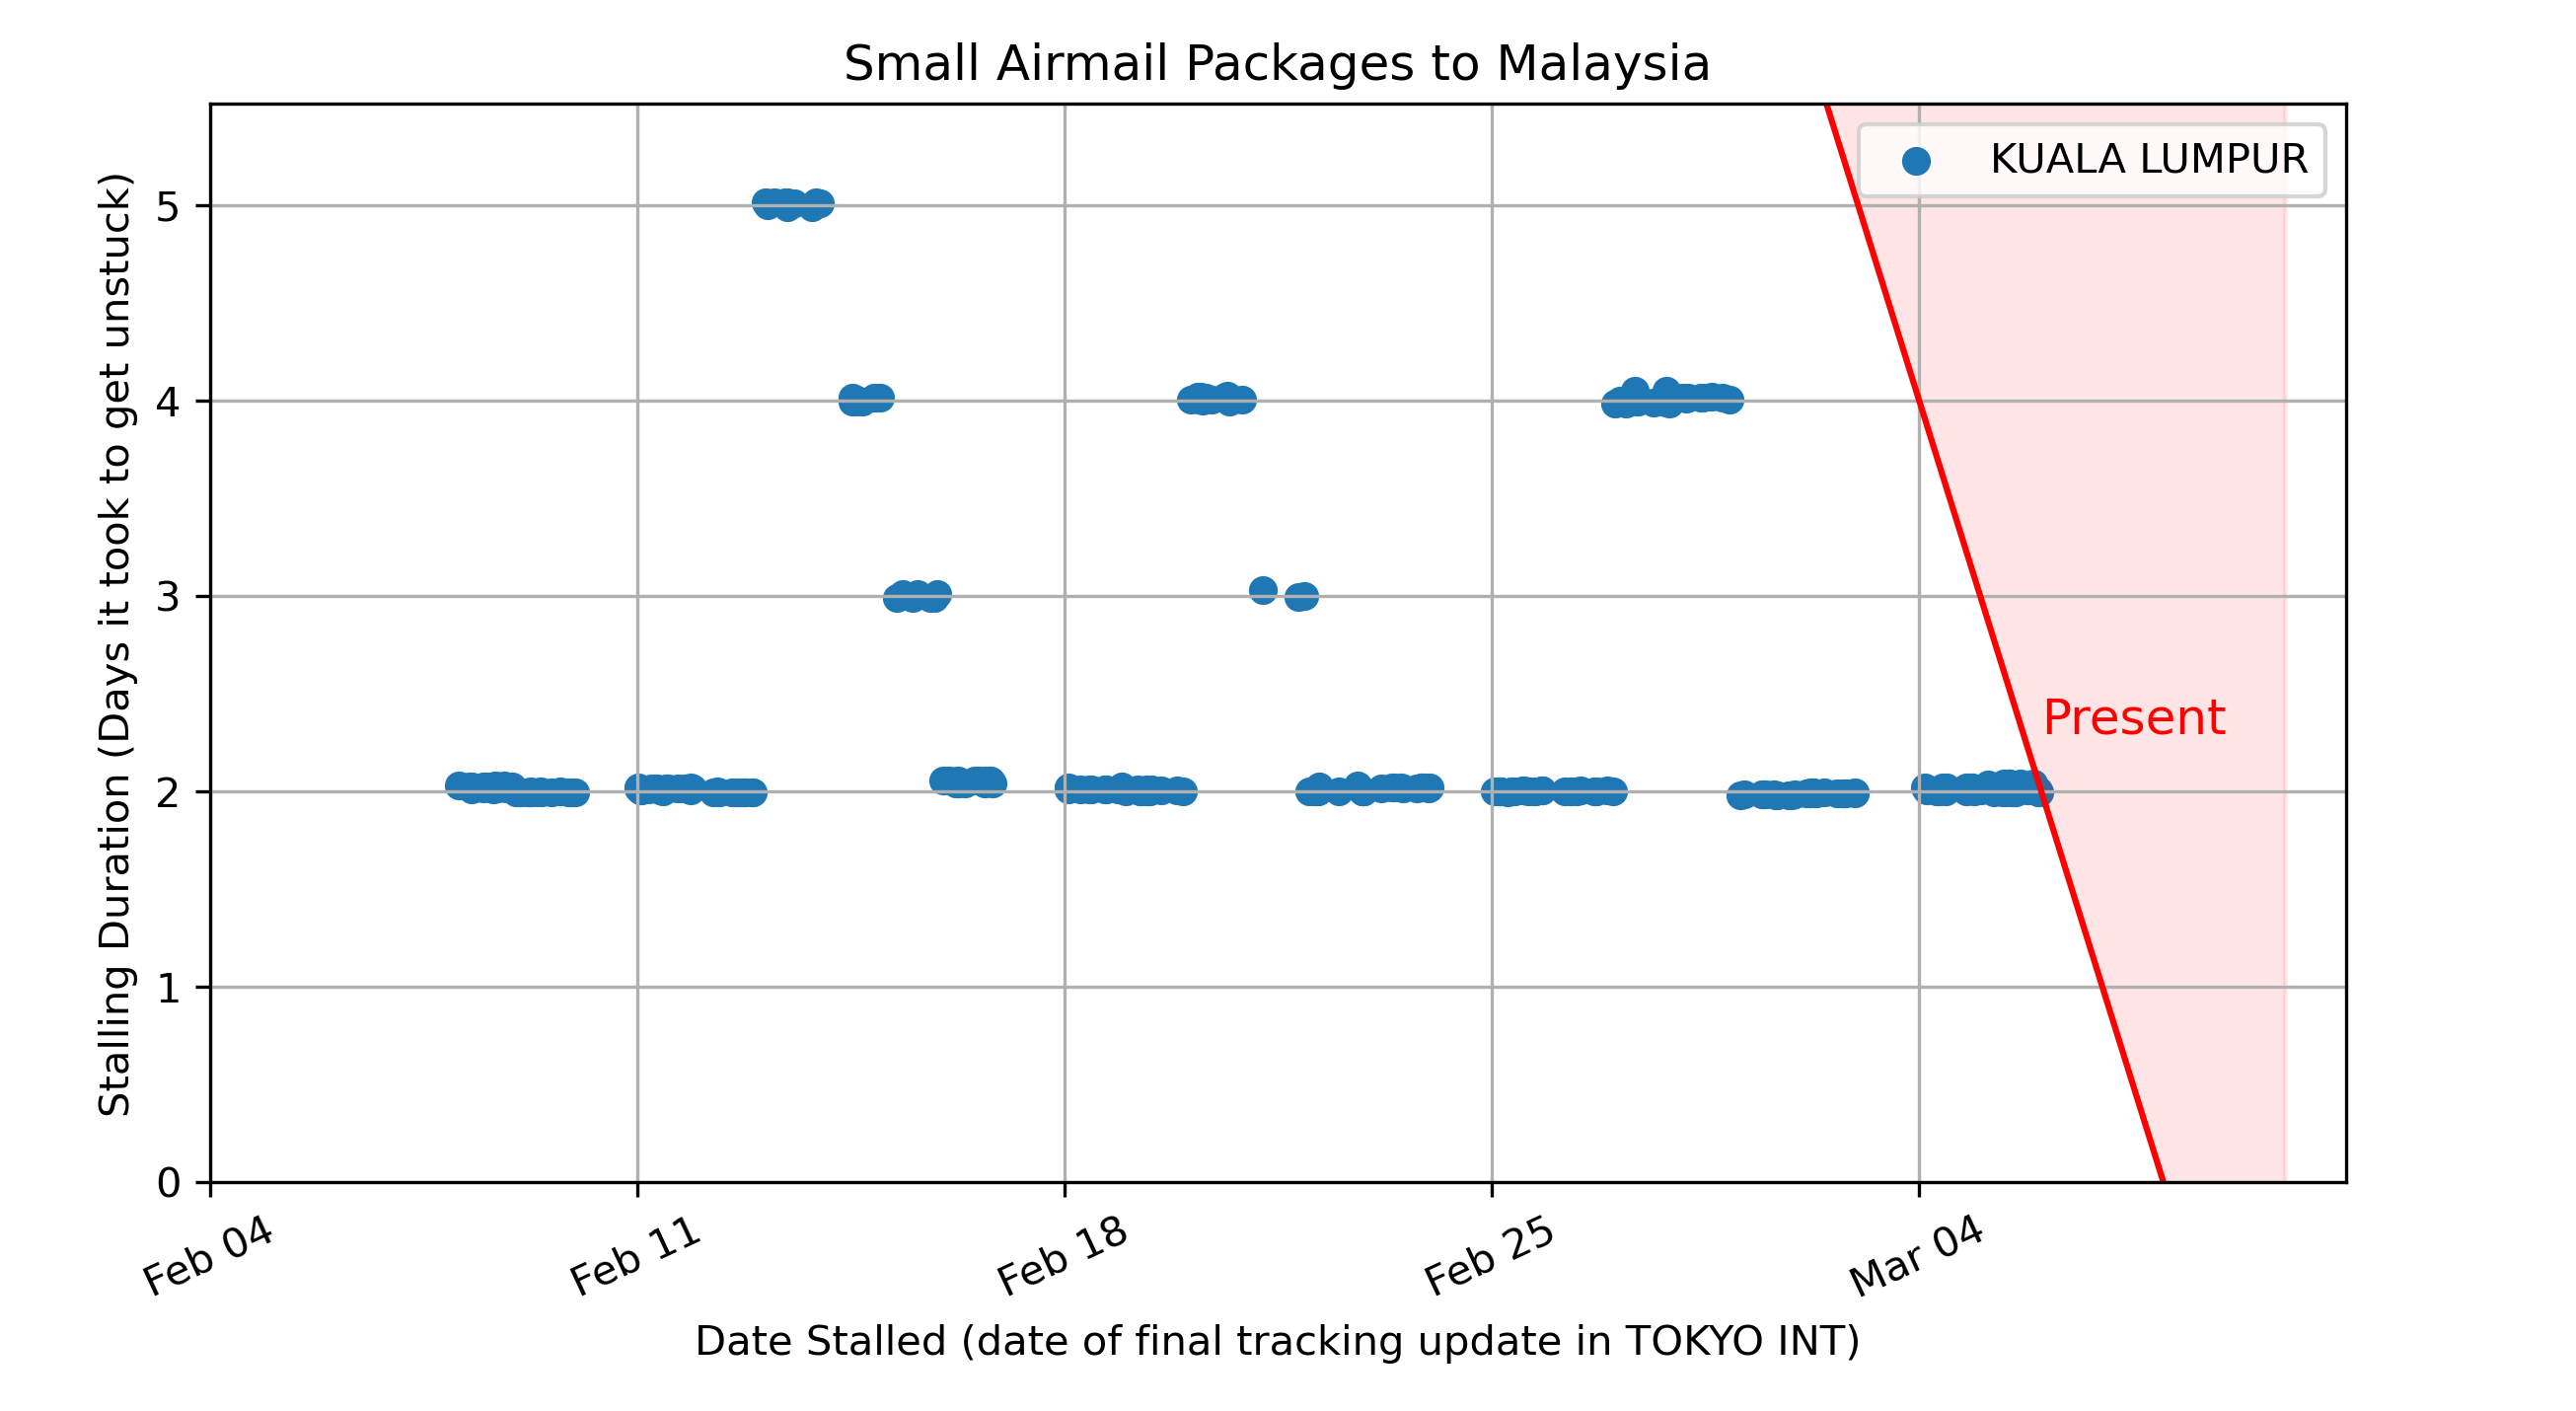 Small Airmail Packages to Malaysia
KUALA LUMPUR
Stalling Duration (Days it took to get unstuck)
5
4
3
2
1
0
Present
Feb 04
Feb 11
Feb 18
Feb 25
Mar 04
Date Stalled (date of final tracking update in TOKYO INT)